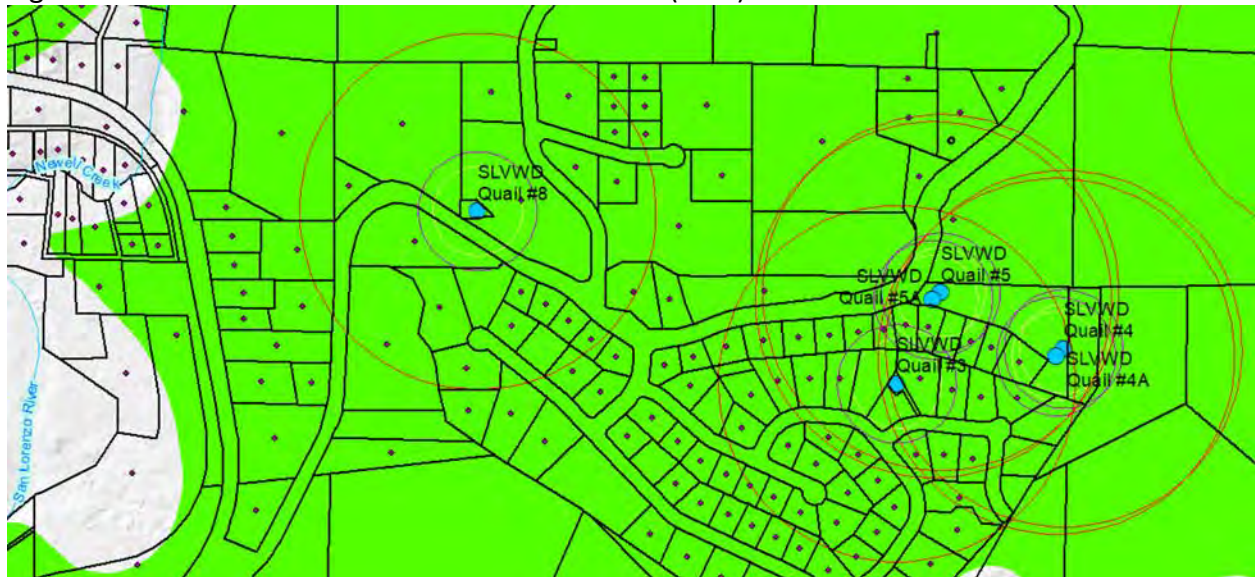 SLVWD
Quail #8
Newell Creek
SLVWD
Quail #5
SLVWD
Quail #5A
SLVWD
Quail #4
SLVWD
Quail #3
SLVWD
Quail #4A
San Lorenzo River